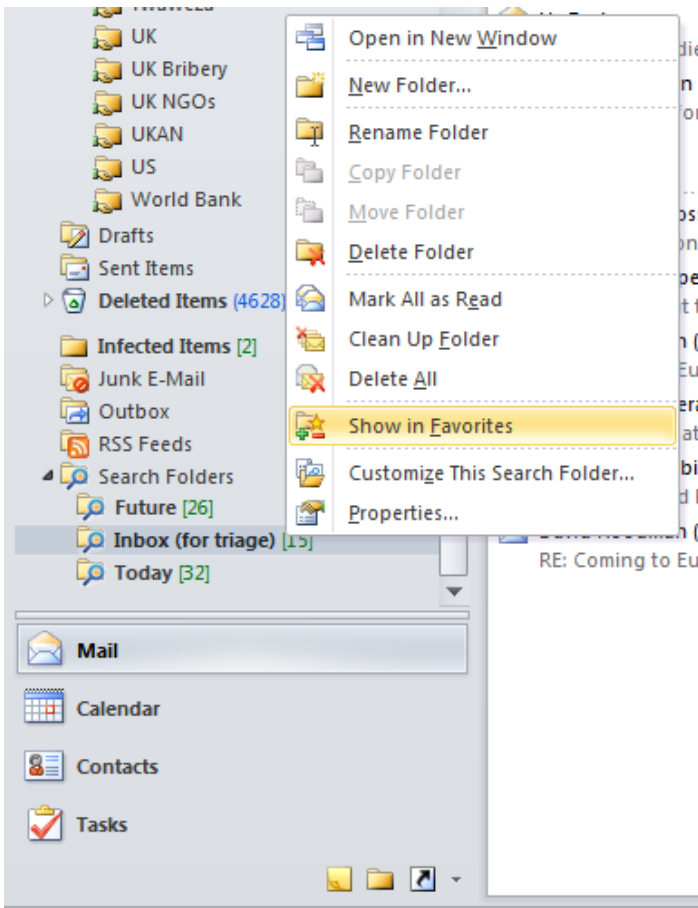 UK
UK Bribery
UK NGOs
UKAN
US
World Bank
Drafts
Sent Items
Deleted Items (4628)
Infected Items [2]
Junk E-Mail
Outbox
RSS Feeds
Search Folders
Future [26]
Inbox (for triage) [15]
Today [32]
Mail
Calendar
Contacts
Tasks
Open in New Window
New Folder...
Rename Folder
Copy Folder
Move Folder
Delete Folder
Mark All as Read
Clean Up Folder
Delete All
Show in Favorites
Customize This Search Folder...
Properties...
RE: Coming to Eu